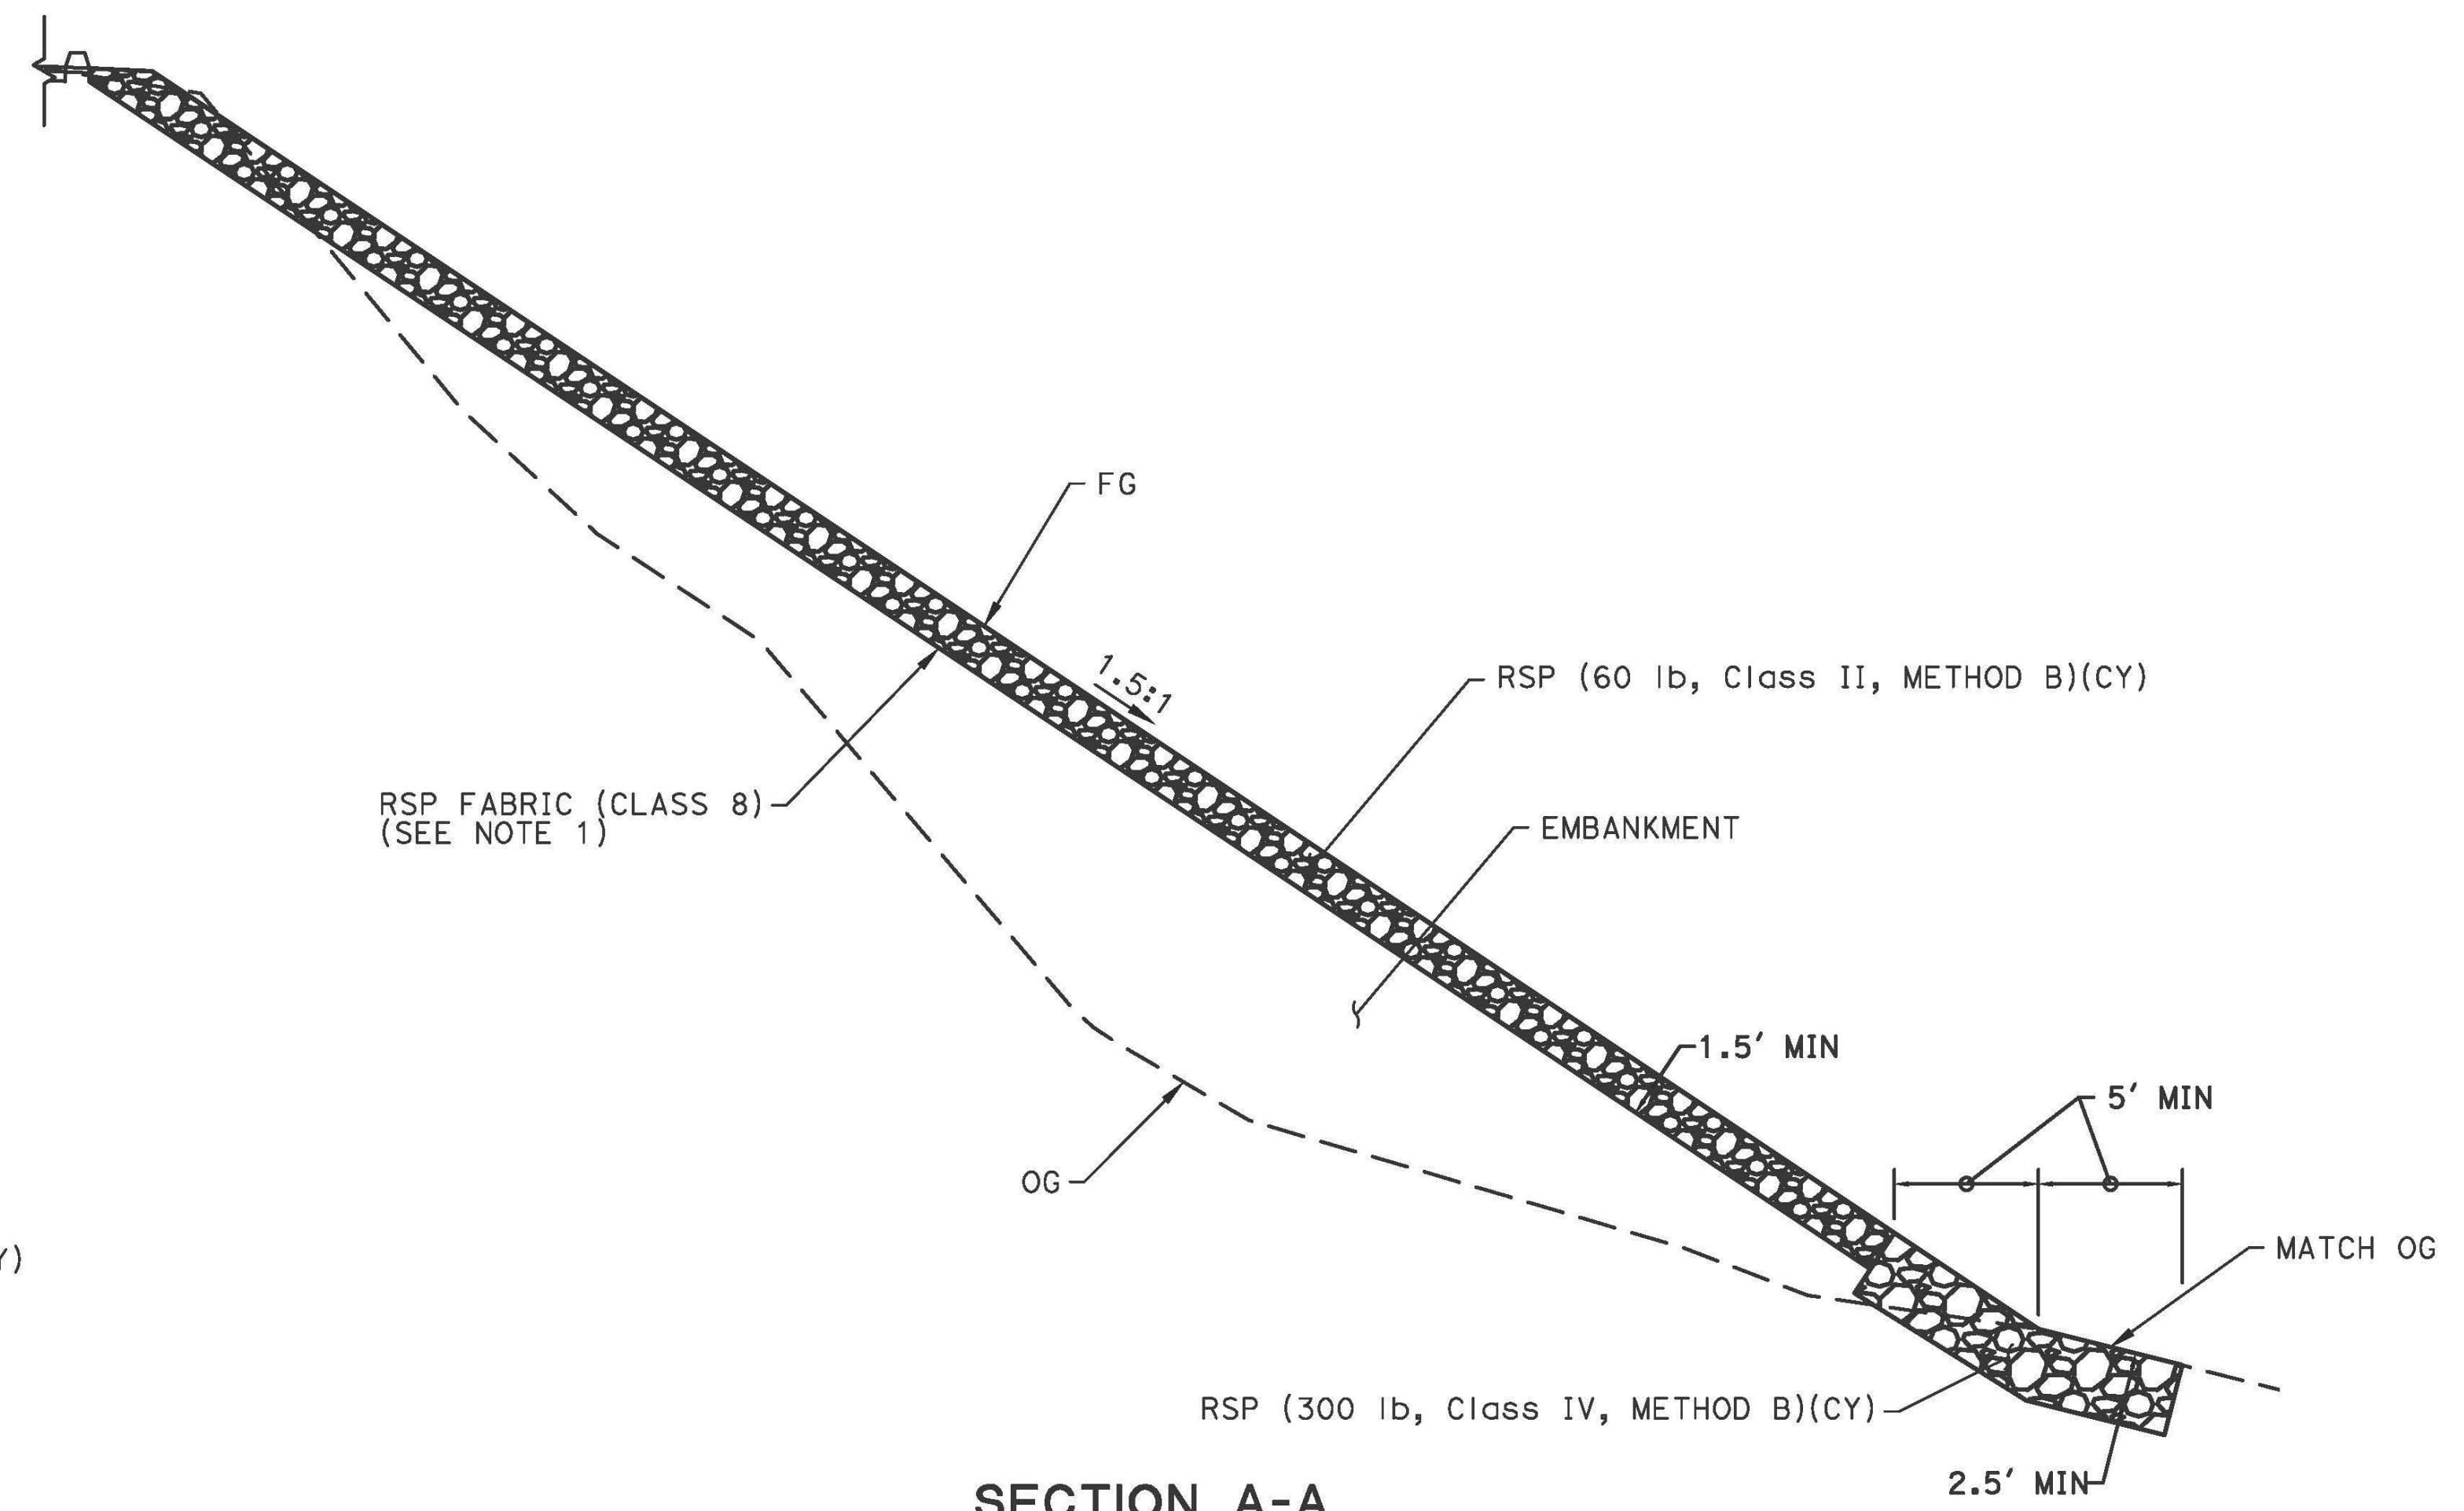 FG
1.5:1
RSP (60 lb, Class II, METHOD B)(CY)
RSP FABRIC (CLASS 8)
(SEE NOTE 1)
EMBANKMENT
1.5' MIN
5' MIN
OG
MATCH OG
RSP (300 lb, Class IV, METHOD B)(CY)
2.5' MIN
SECTION A-A